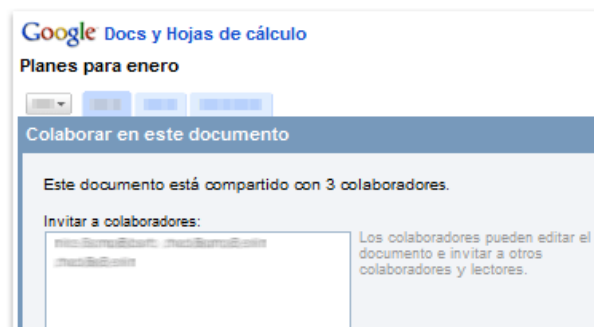 Google Docs y Hojas de cálculo
Planes para enero
Colaborar en este documento
Este documento está compartido con 3 colaboradores.
Invitar a colaboradores:
Los colaboradores pueden editar el
documento e invitar a otros
colaboradores y lectores.